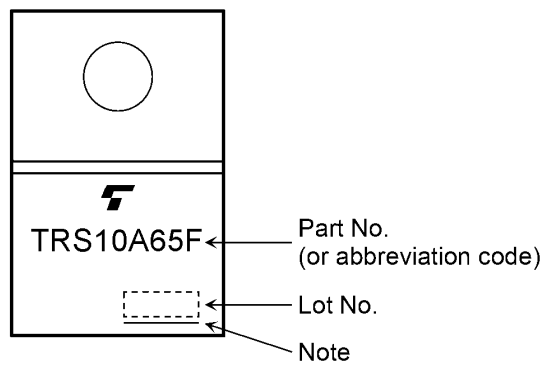 TRS10A65F
Part No.
(or abbreviation code)
Lot No.
Note